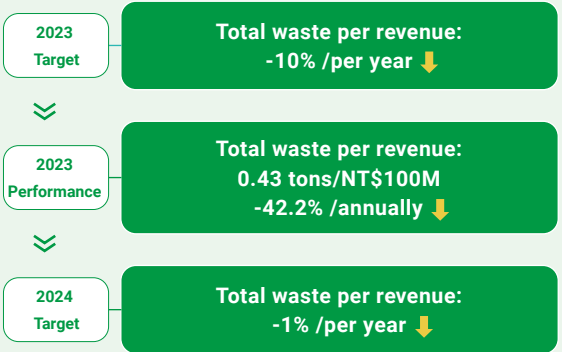 2023
Target
Total waste per revenue:
-10% /per year
2023
Performance
Total waste per revenue:
0.43 tons/NT$100M
-42.2% /annually
2024
Target
Total waste per revenue:
-1% /per year